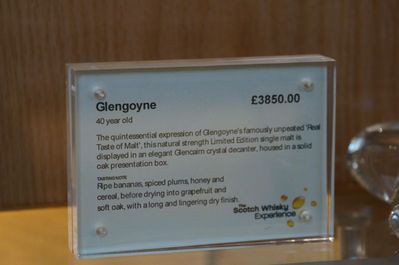 Glengoyne £3850.00
40 year old
The quintessential expression of Glengoyne's famously unpeated 'Real
Taste of Malt', this natural strength Limited Edition single malt is
displayed in an elegant Glencairn crystal decanter, housed in a solid
oak presentation box.
TASTING NOTE
Ripe bananas, spiced plums, honey and
cereal, before drying into grapefruit and
soft oak, with a long and lingering dry finish.
The
Scotch Whisky
Experience